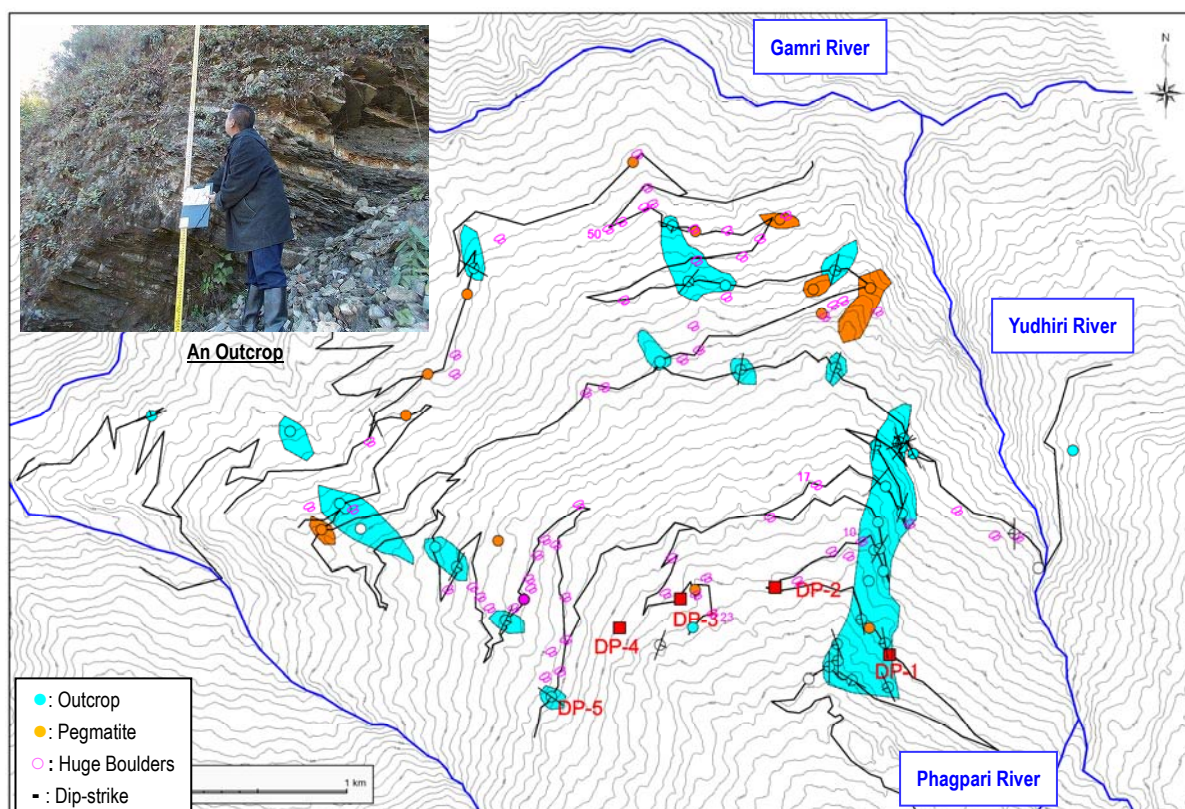 Gamri River
N
50
An Outcrop
Yudhiri River
17
10
DP-2
DP-3
23
DP-4
DP-1
DP-5
: Outcrop
: Pegmatite
: Huge Boulders
: Dip-strike
1 km
Phagpari River